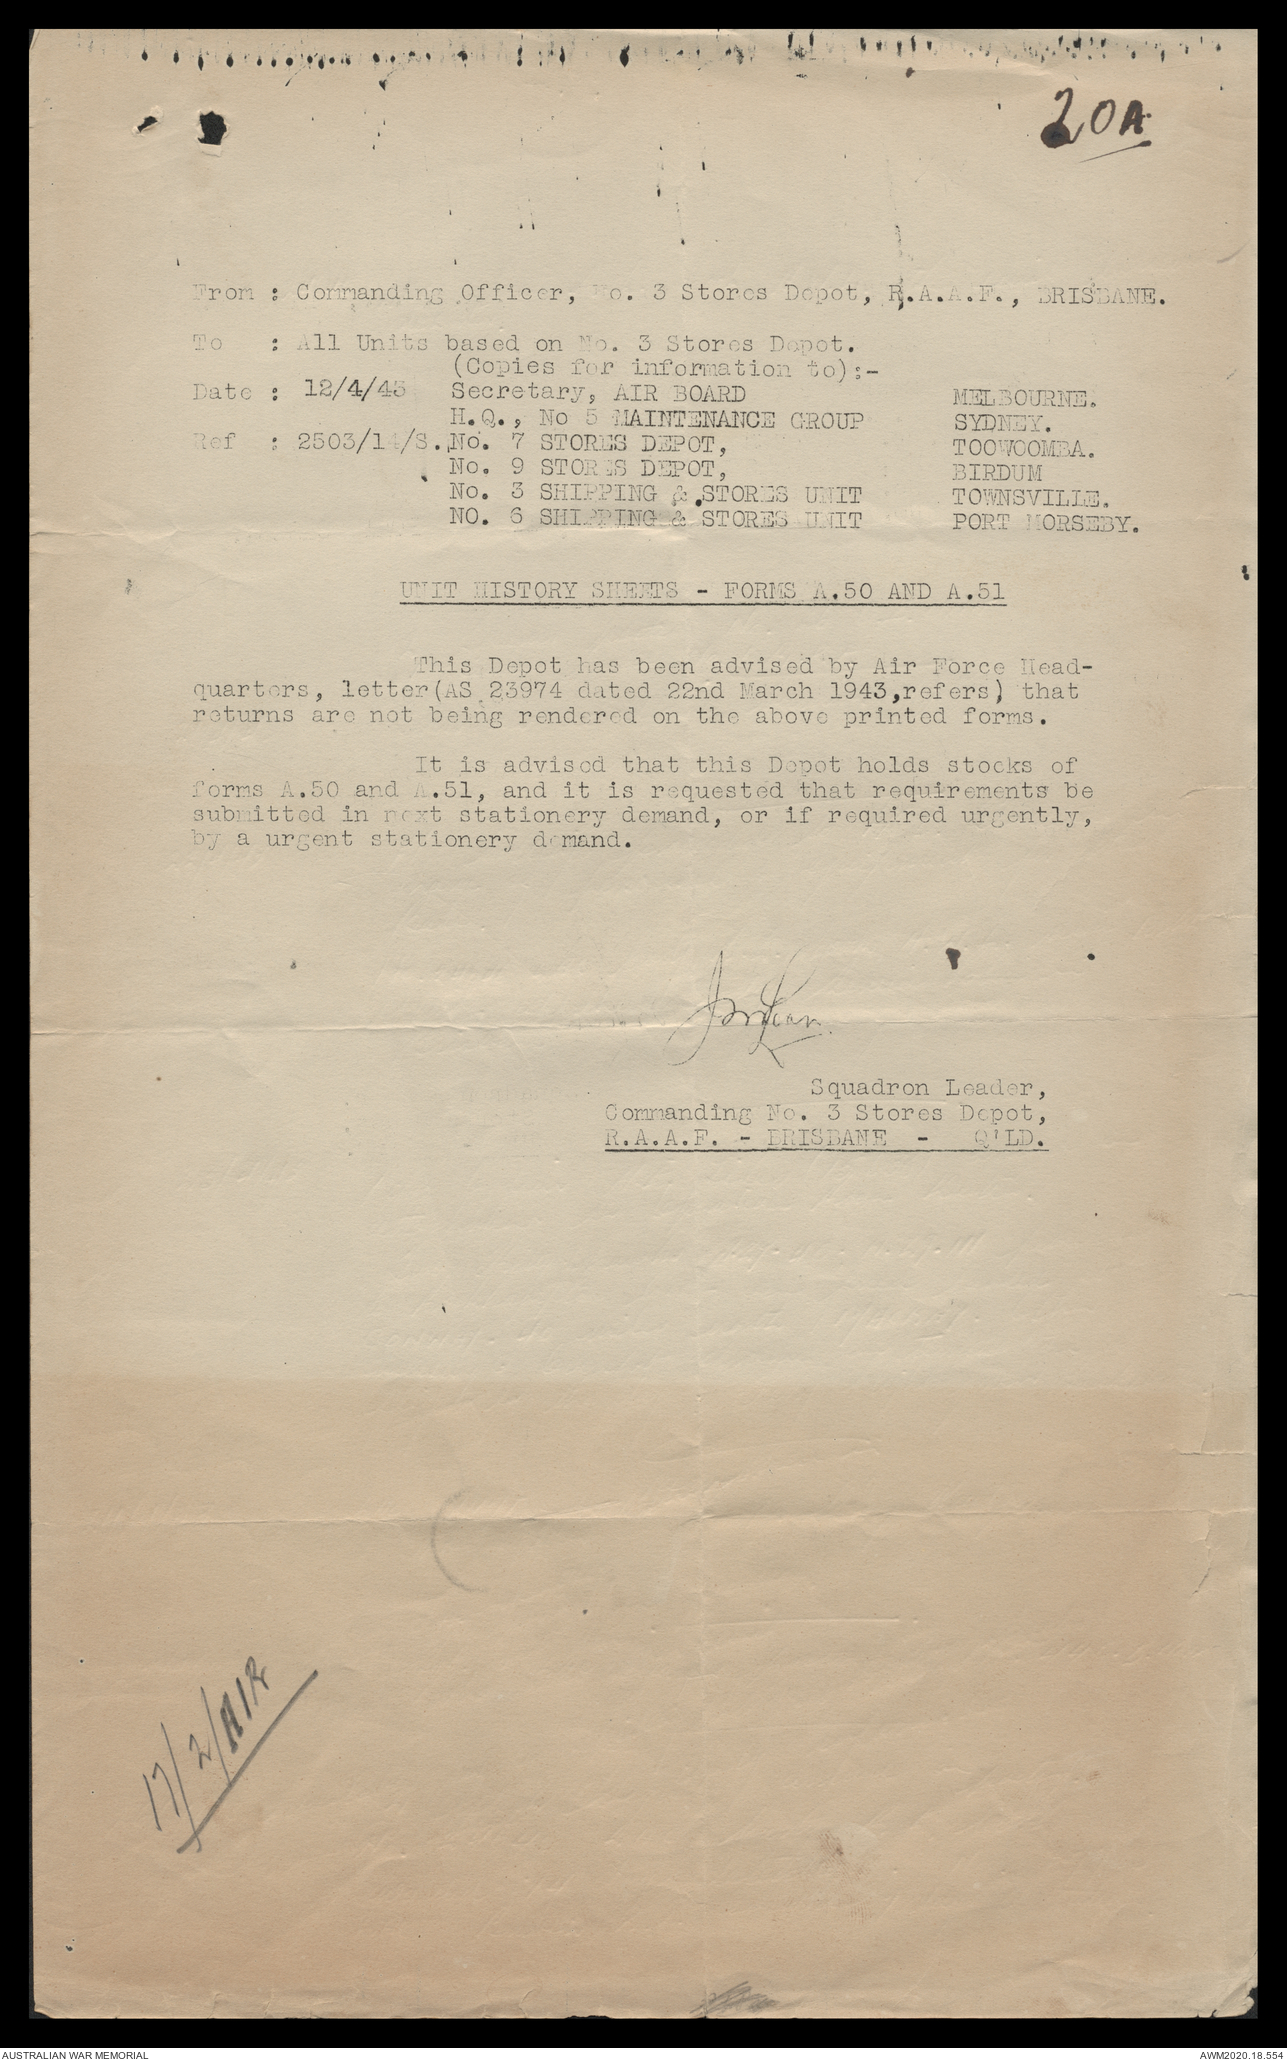 20A
From : Commanding Officer, No. 3 Stores Depot, R.A.A.F., BRISBANE.
To : All Units based on No. 3 Stores Depot.
(Copies for information to):-
Date : 12/4/43 Secretary, AIR BOARD MELBOURNE.
H.Q., No 5 MAINTENANCE GROUP SYDNEY.
Ref : 2503/14/S. No. 7 STORES DEPOT, TOOWOOMBA.
No. 9 STORES DEPOT, BIRDUM
No. 3 SHIPPING & STORES UNIT TOWNSVILLE.
NO. 6 SHIPPING & STORES UNIT PORT MORSEBY.
UNIT HISTORY SHEETS - FORMS A.50 AND A.51
This Depot has been advised by Air Force Head-
quarters, letter(AS 23974 dated 22nd March 1943,refers) that
returns are not being rendered on the above printed forms.
It is advised that this Depot holds stocks of
forms A.50 and A.51, and it is requested that requirements be
submitted in next stationery demand, or if required urgently,
by a urgent stationery demand.
Squadron Leader,
Commanding No. 3 Stores Depot,
R.A.A.F. - BRISBANE - Q'LD.
17/2/AIR
AUSTRALIAN WAR MEMORIAL
AWM2020.18.554